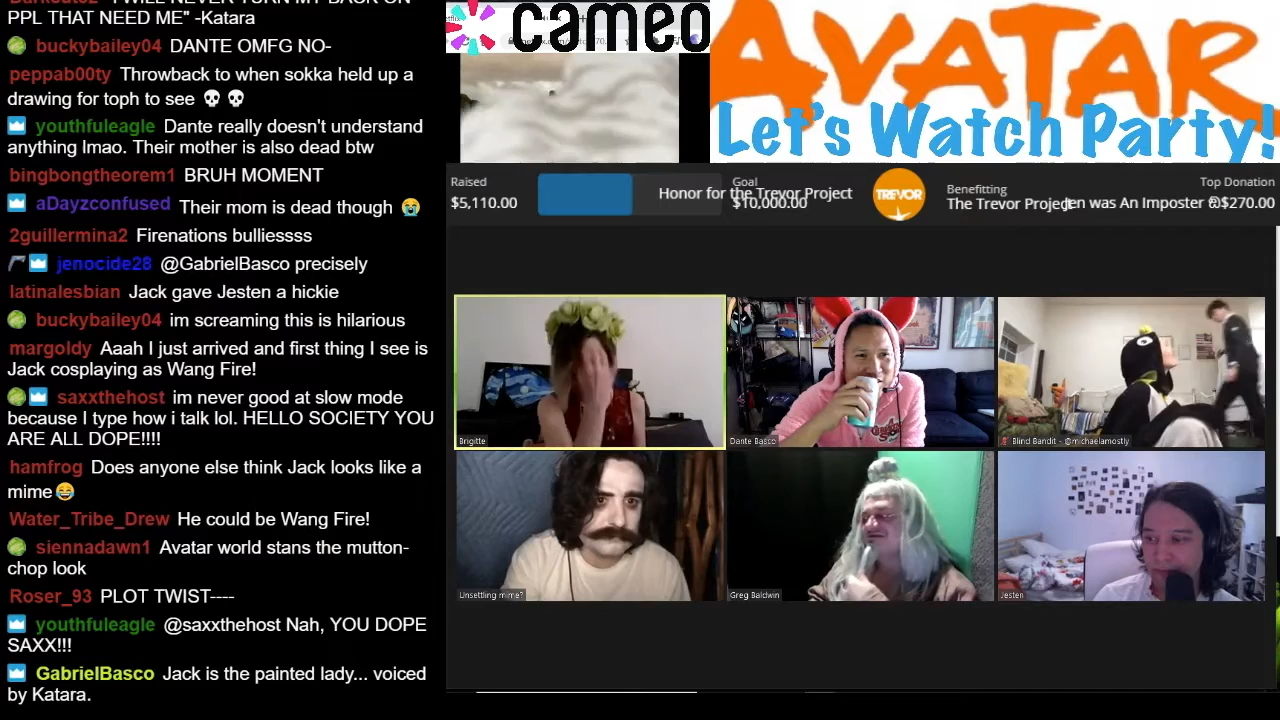 PPL THAT NEED ME" -Katara
buckybailey04 DANTE OMFG NO-
peppab00ty Throwback to when sokka held up a
drawing for toph to see 💀 💀
youthfuleagle Dante really doesn't understand
anything lmao. Their mother is also dead btw
bingbongtheorem1 BRUH MOMENT
aDayzconfused Their mom is dead though 😭
2guillermina2 Firenations bulliessss
jenocide28 @GabrielBasco precisely
latinalesbian Jack gave Jesten a hickie
buckybailey04 im screaming this is hilarious
margoldy Aaah I just arrived and first thing I see is
Jack cosplaying as Wang Fire!
saxxthehost im never good at slow mode
because I type how i talk lol. HELLO SOCIETY YOU
ARE ALL DOPE!!!!
hamfrog Does anyone else think Jack looks like a
mime😂
Water_Tribe_Drew He could be Wang Fire!
siennadawn1 Avatar world stans the mutton-
chop look
Roser_93 PLOT TWIST----
youthfuleagle @saxxthehost Nah, YOU DOPE
SAXX!!!
GabrielBasco Jack is the painted lady... voiced
by Katara.
cameo
AVATAR
Let's Watch Party!
Raised
$5,110.00
Honor for the Trevor Project
Goal
$10,000.00
TREVOR
Benefitting
The Trevor Project
Top Donation
Jen was An Imposter
$270.00
Brigitte
Dante Basco
Blind Bandit - @michaelamostly
Unsettling mime?
Greg Baldwin
Jesten